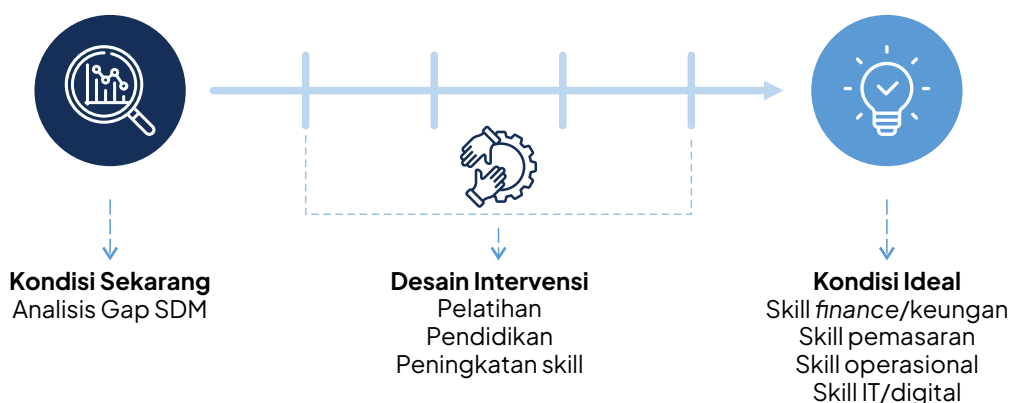 Kondisi Sekarang
Analisis Gap SDM
Desain Intervensi
Pelatihan
Pendidikan
Peningkatan skill
Kondisi Ideal
Skill finance/keungan
Skill pemasaran
Skill operasional
Skill IT/digital